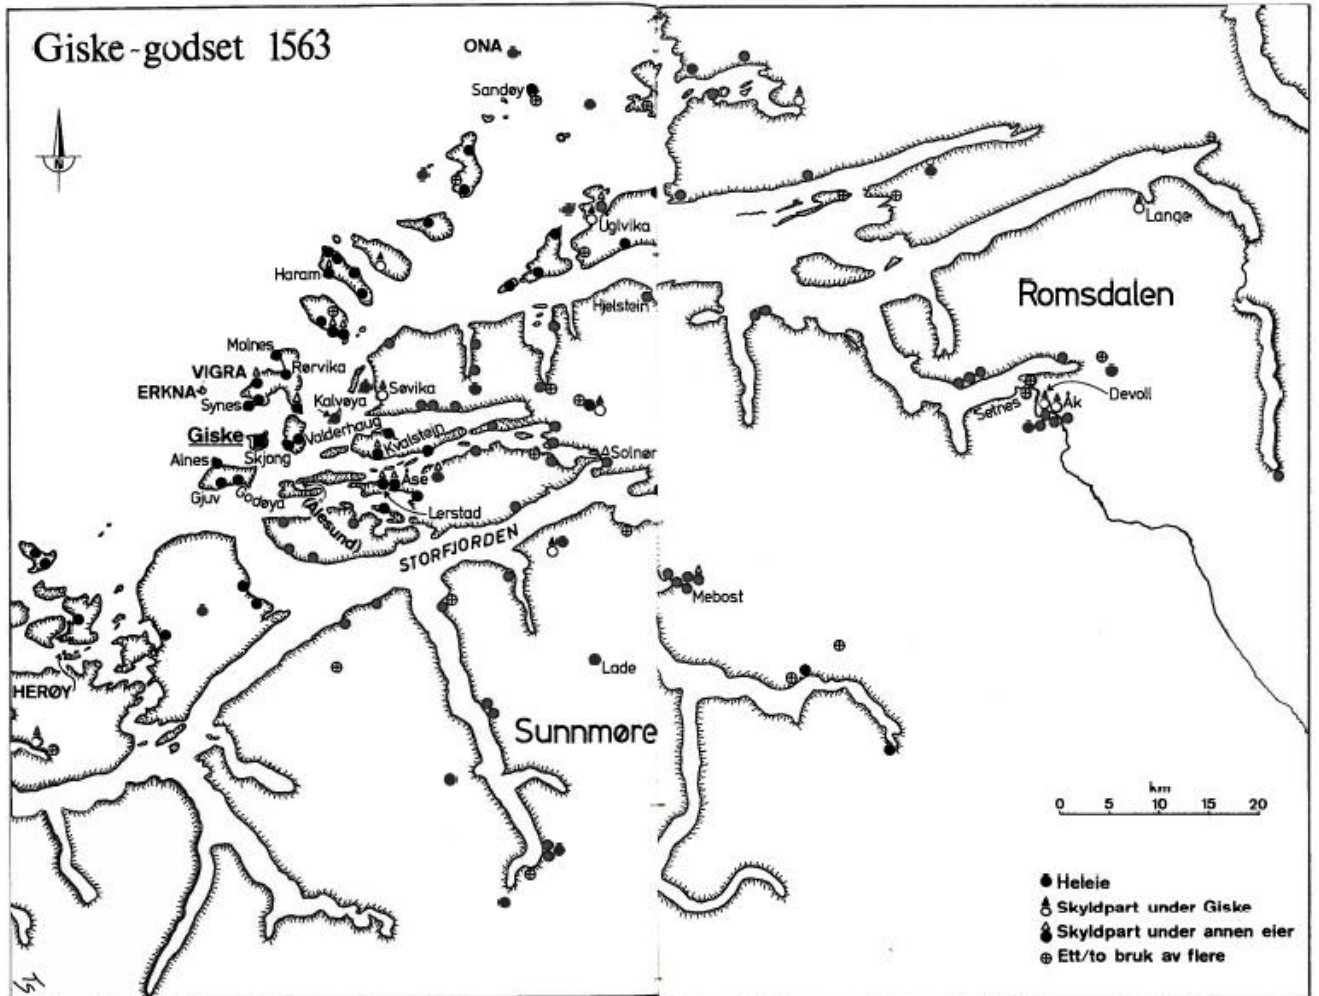 Giske-godset 1563
ONA
Sandøy
N
Uglvika
Lange
Haram
Hjelstein
Romsdalen
Molnes
VIGRA
Rørvika
ERKNA
Søvika
Synes
Kalvøya
Devoll
Setnes
Åk
Giske
Valderhaug
Kvalstein
Skjong
Solnør
Alnes
Åse
Gjuv
Godøya
Lerstad
(Ålesund)
STORFJORDEN
Mebost
Lade
HERØY
Sunnmøre
km
0 5 10 15 20
Heleie
Skyldpart under Giske
Skyldpart under annen eier
Ett/to bruk av flere